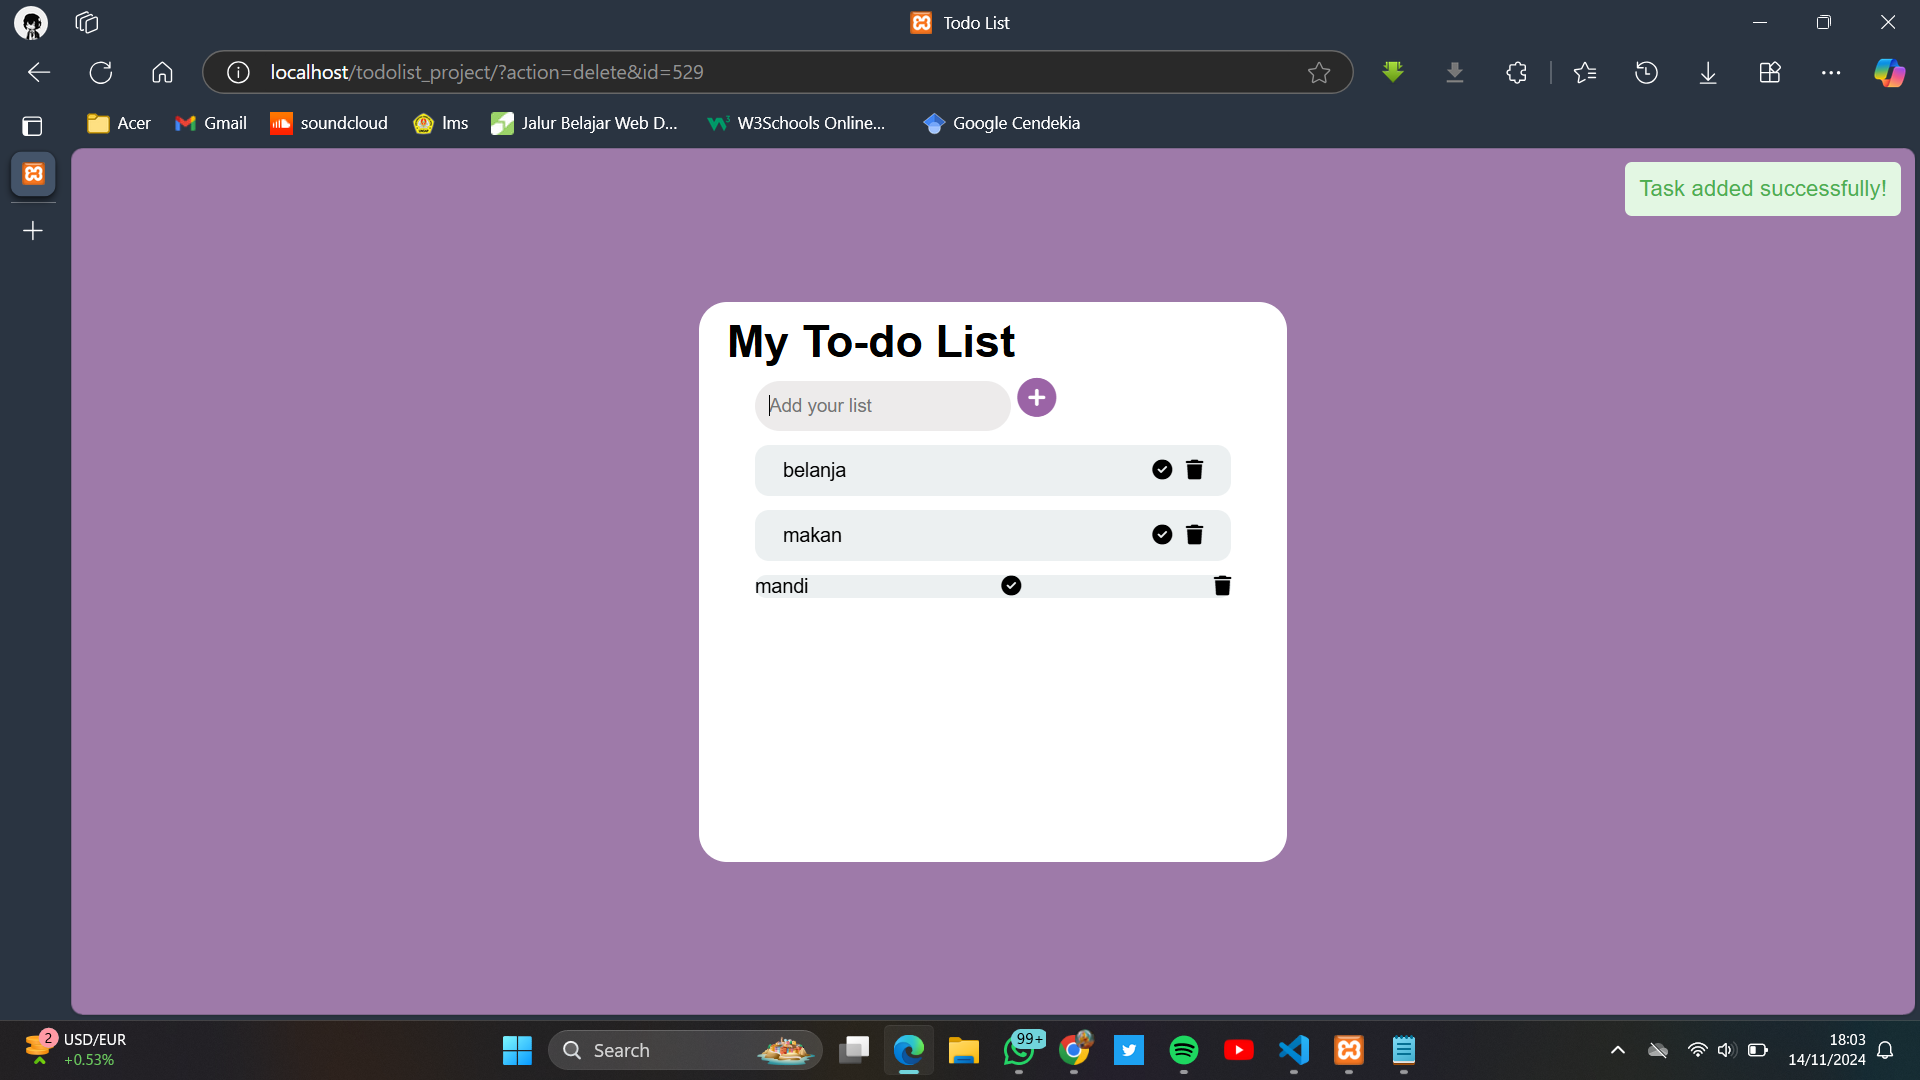 Todo List
localhost/todolist_project/?action=delete&id=529
Acer
Gmail
soundcloud
lms
Jalur Belajar Web D...
W3Schools Online...
Google Cendekia
Task added successfully!
My To-do List
Add your list
belanja
makan
mandi
2
USD/EUR
+0.53%
Search
99+
18:03
14/11/2024